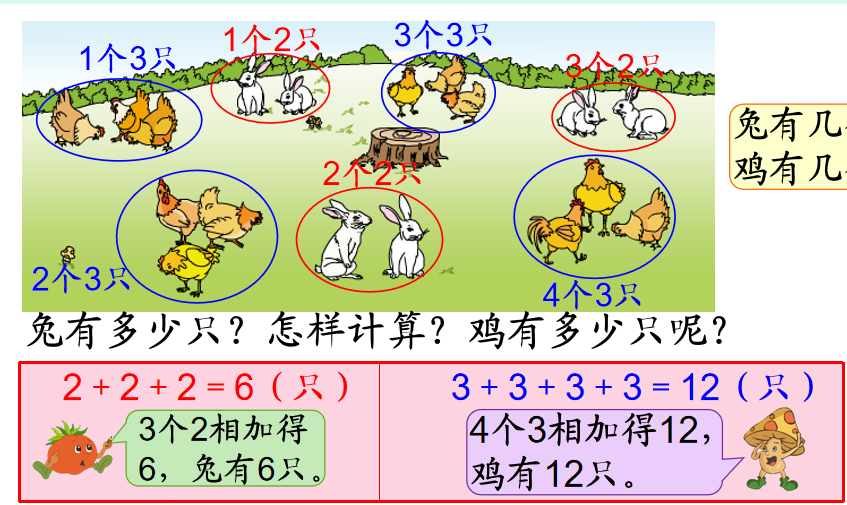 1个3只
1个2只
3个3只
3个2只
兔有几
鸡有几
2个2只
2个3只
4个3只
兔有多少只？怎样计算？鸡有多少只呢？
2+2+2=6（只）
3+3+3+3=12（只）
3个2相加得
6，兔有6只。
4个3相加得12，
鸡有12只。